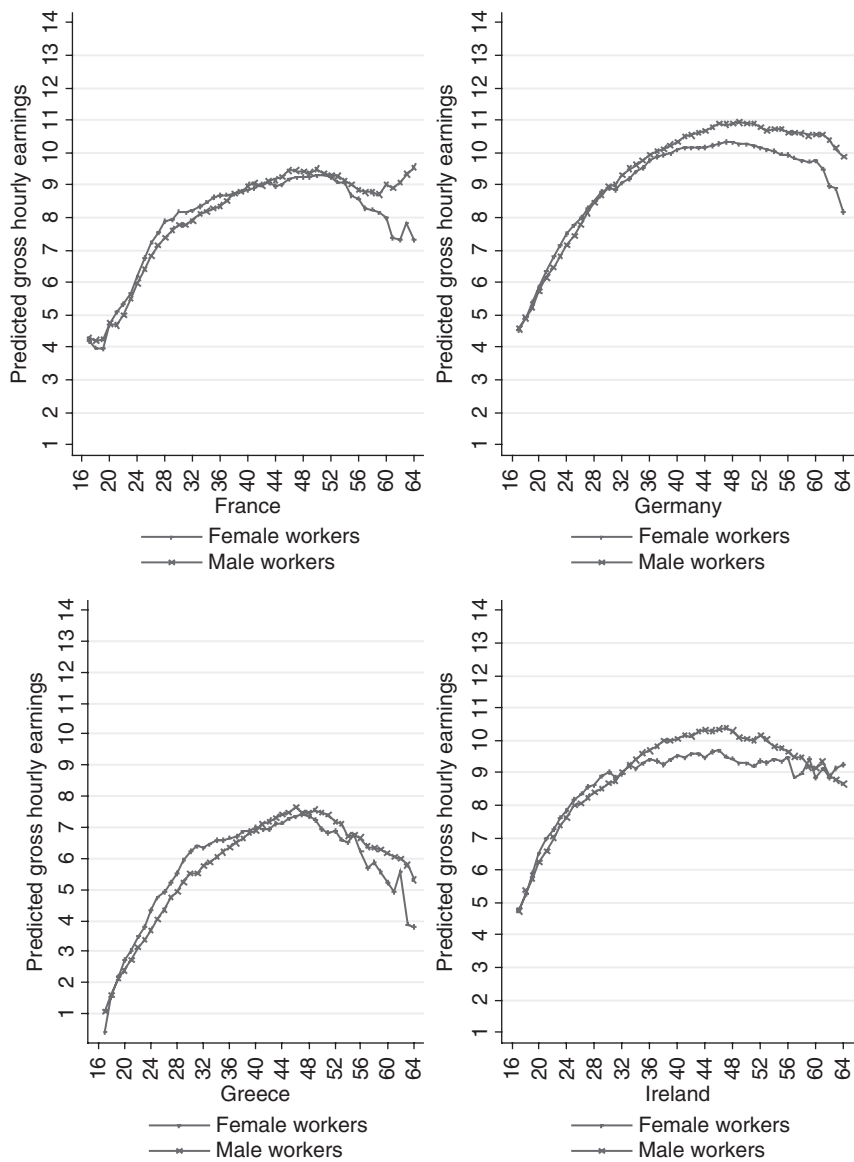 Predicted gross hourly earnings
1 2 3 4 5 6 7 8 9 10 11 12 13 14
16 20 24 28 32 36 40 44 48 52 56 60 64
France
Female workers
Male workers
Predicted gross hourly earnings
1 2 3 4 5 6 7 8 9 10 11 12 13 14
16 20 24 28 32 36 40 44 48 52 56 60 64
Germany
Female workers
Male workers
Predicted gross hourly earnings
1 2 3 4 5 6 7 8 9 10 11 12 13 14
16 20 24 28 32 36 40 44 48 52 56 60 64
Greece
Female workers
Male workers
Predicted gross hourly earnings
1 2 3 4 5 6 7 8 9 10 11 12 13 14
16 20 24 28 32 36 40 44 48 52 56 60 64
Ireland
Female workers
Male workers